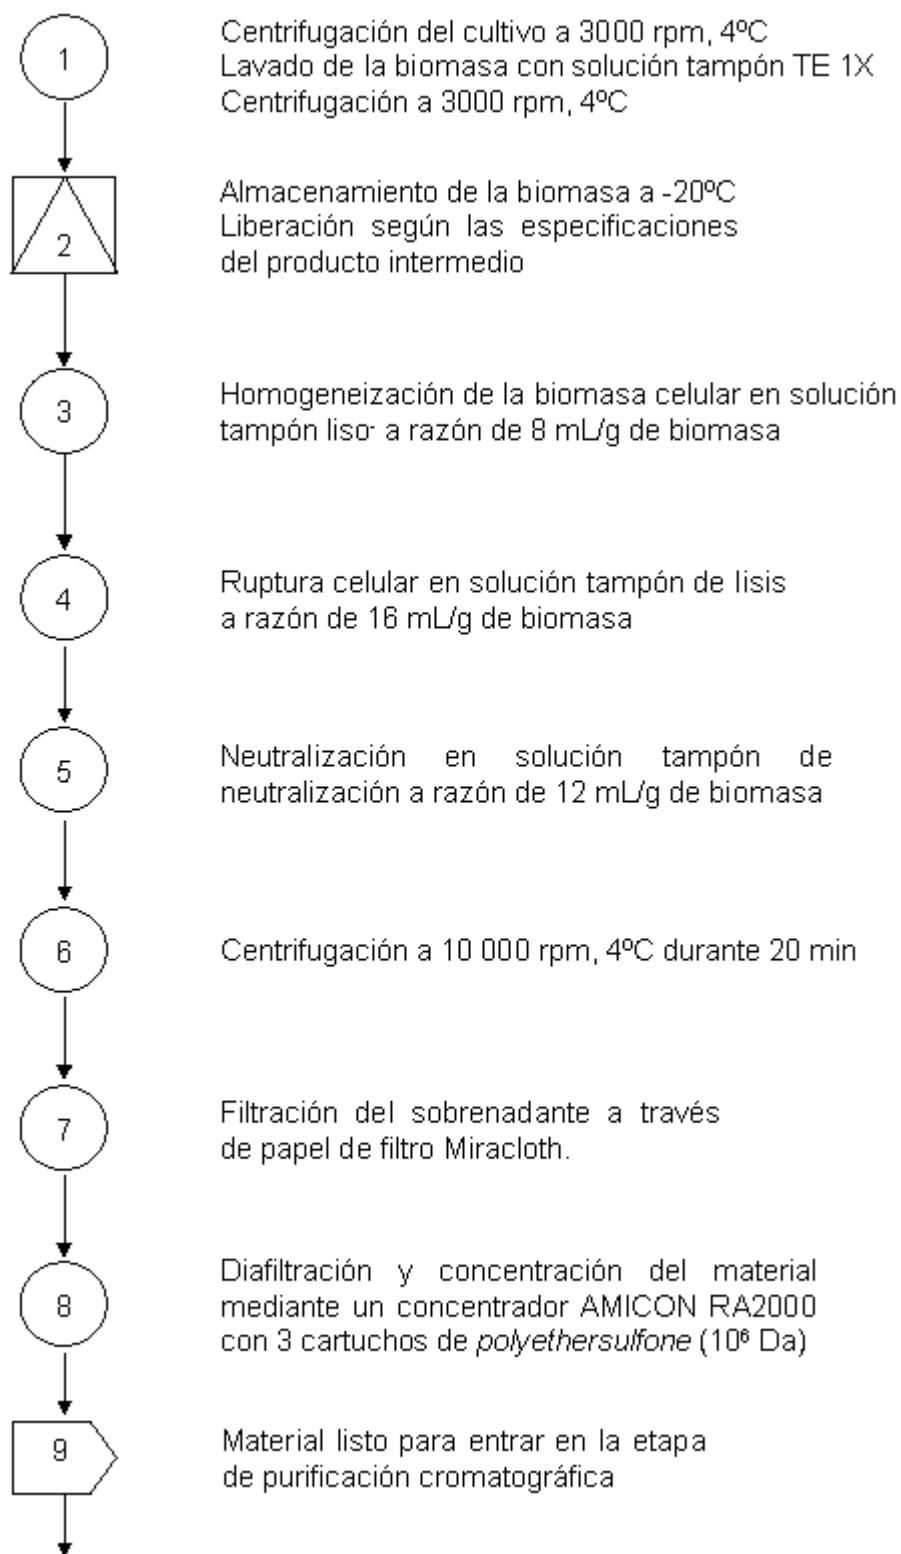 1
Centrifugación del cultivo a 3000 rpm, 4ºC
Lavado de la biomasa con solución tampón TE 1X
Centrifugación a 3000 rpm, 4ºC
2
Almacenamiento de la biomasa a -20ºC
Liberación según las especificaciones
del producto intermedio
3
Homogeneización de la biomasa celular en solución
tampón liso- a razón de 8 mL/g de biomasa
4
Ruptura celular en solución tampón de lisis
a razón de 16 mL/g de biomasa
5
Neutralización en solución tampón de
neutralización a razón de 12 mL/g de biomasa
6
Centrifugación a 10 000 rpm, 4ºC durante 20 min
7
Filtración del sobrenadante a través
de papel de filtro Miracloth.
8
Diafiltración y concentración del material
mediante un concentrador AMICON RA2000
con 3 cartuchos de polyethersulfone (10⁶ Da)
9
Material listo para entrar en la etapa
de purificación cromatográfica